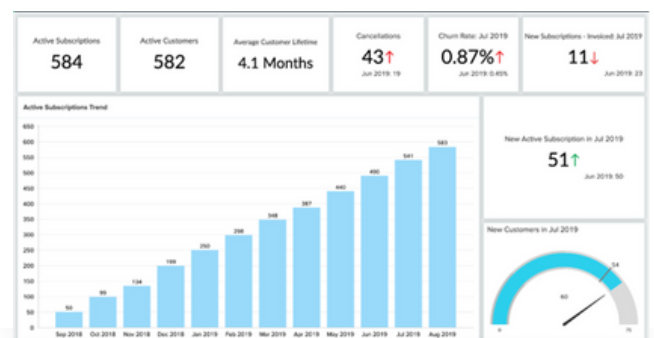 Active Subscriptions
584
Active Customers
582
Average Customer Lifetime
4.1 Months
Cancellations
43↑
Jun 2019: 19
Churn Rate: Jul 2019
0.87%↑
Jun 2019: 0.45%
New Subscriptions - Invoiced: Jul 2019
11↓
Jun 2019: 23
Active Subscriptions Trend
650
600
550
500
450
400
350
300
250
200
150
100
50
0
50
99
134
199
250
298
348
387
440
490
541
583
Sep 2018 Oct 2018 Nov 2018 Dec 2018 Jan 2019 Feb 2019 Mar 2019 Apr 2019 May 2019 Jun 2019 Jul 2019 Aug 2019
New Active Subscription in Jul 2019
51↑
Jun 2019: 50
New Customers in Jul 2019
54
60
0